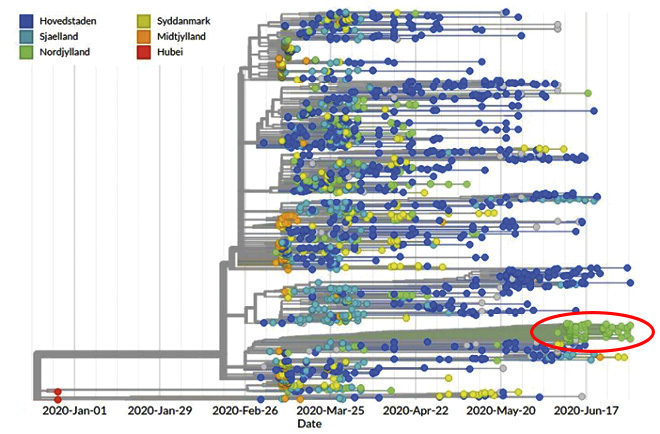 Hovedstaden Syddanmark
Sjaelland Midtjylland
Nordjylland Hubei
2020-Jan-01 2020-Jan-29 2020-Feb-26 2020-Mar-25 2020-Apr-22 2020-May-20 2020-Jun-17
Date